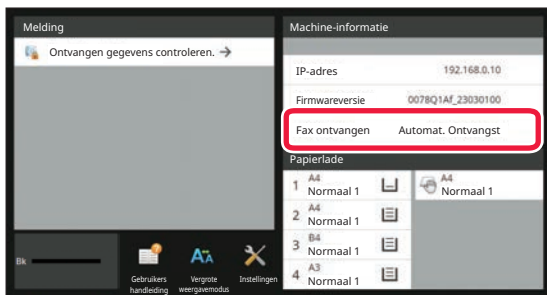 Melding
Ontvangen gegevens controleren. →
Bk
Gebruikers
handleiding
Vergrote
weergavemodus
Instellingen
Machine-informatie
IP-adres 192.168.0.10
Firmwareversie 0078Q1Af_23030100
Fax ontvangen Automat. Ontvangst
Papierlade
1 A4
Normaal 1
A4
Normaal 1
2 A4
Normaal 1
3 B4
Normaal 1
4 A3
Normaal 1